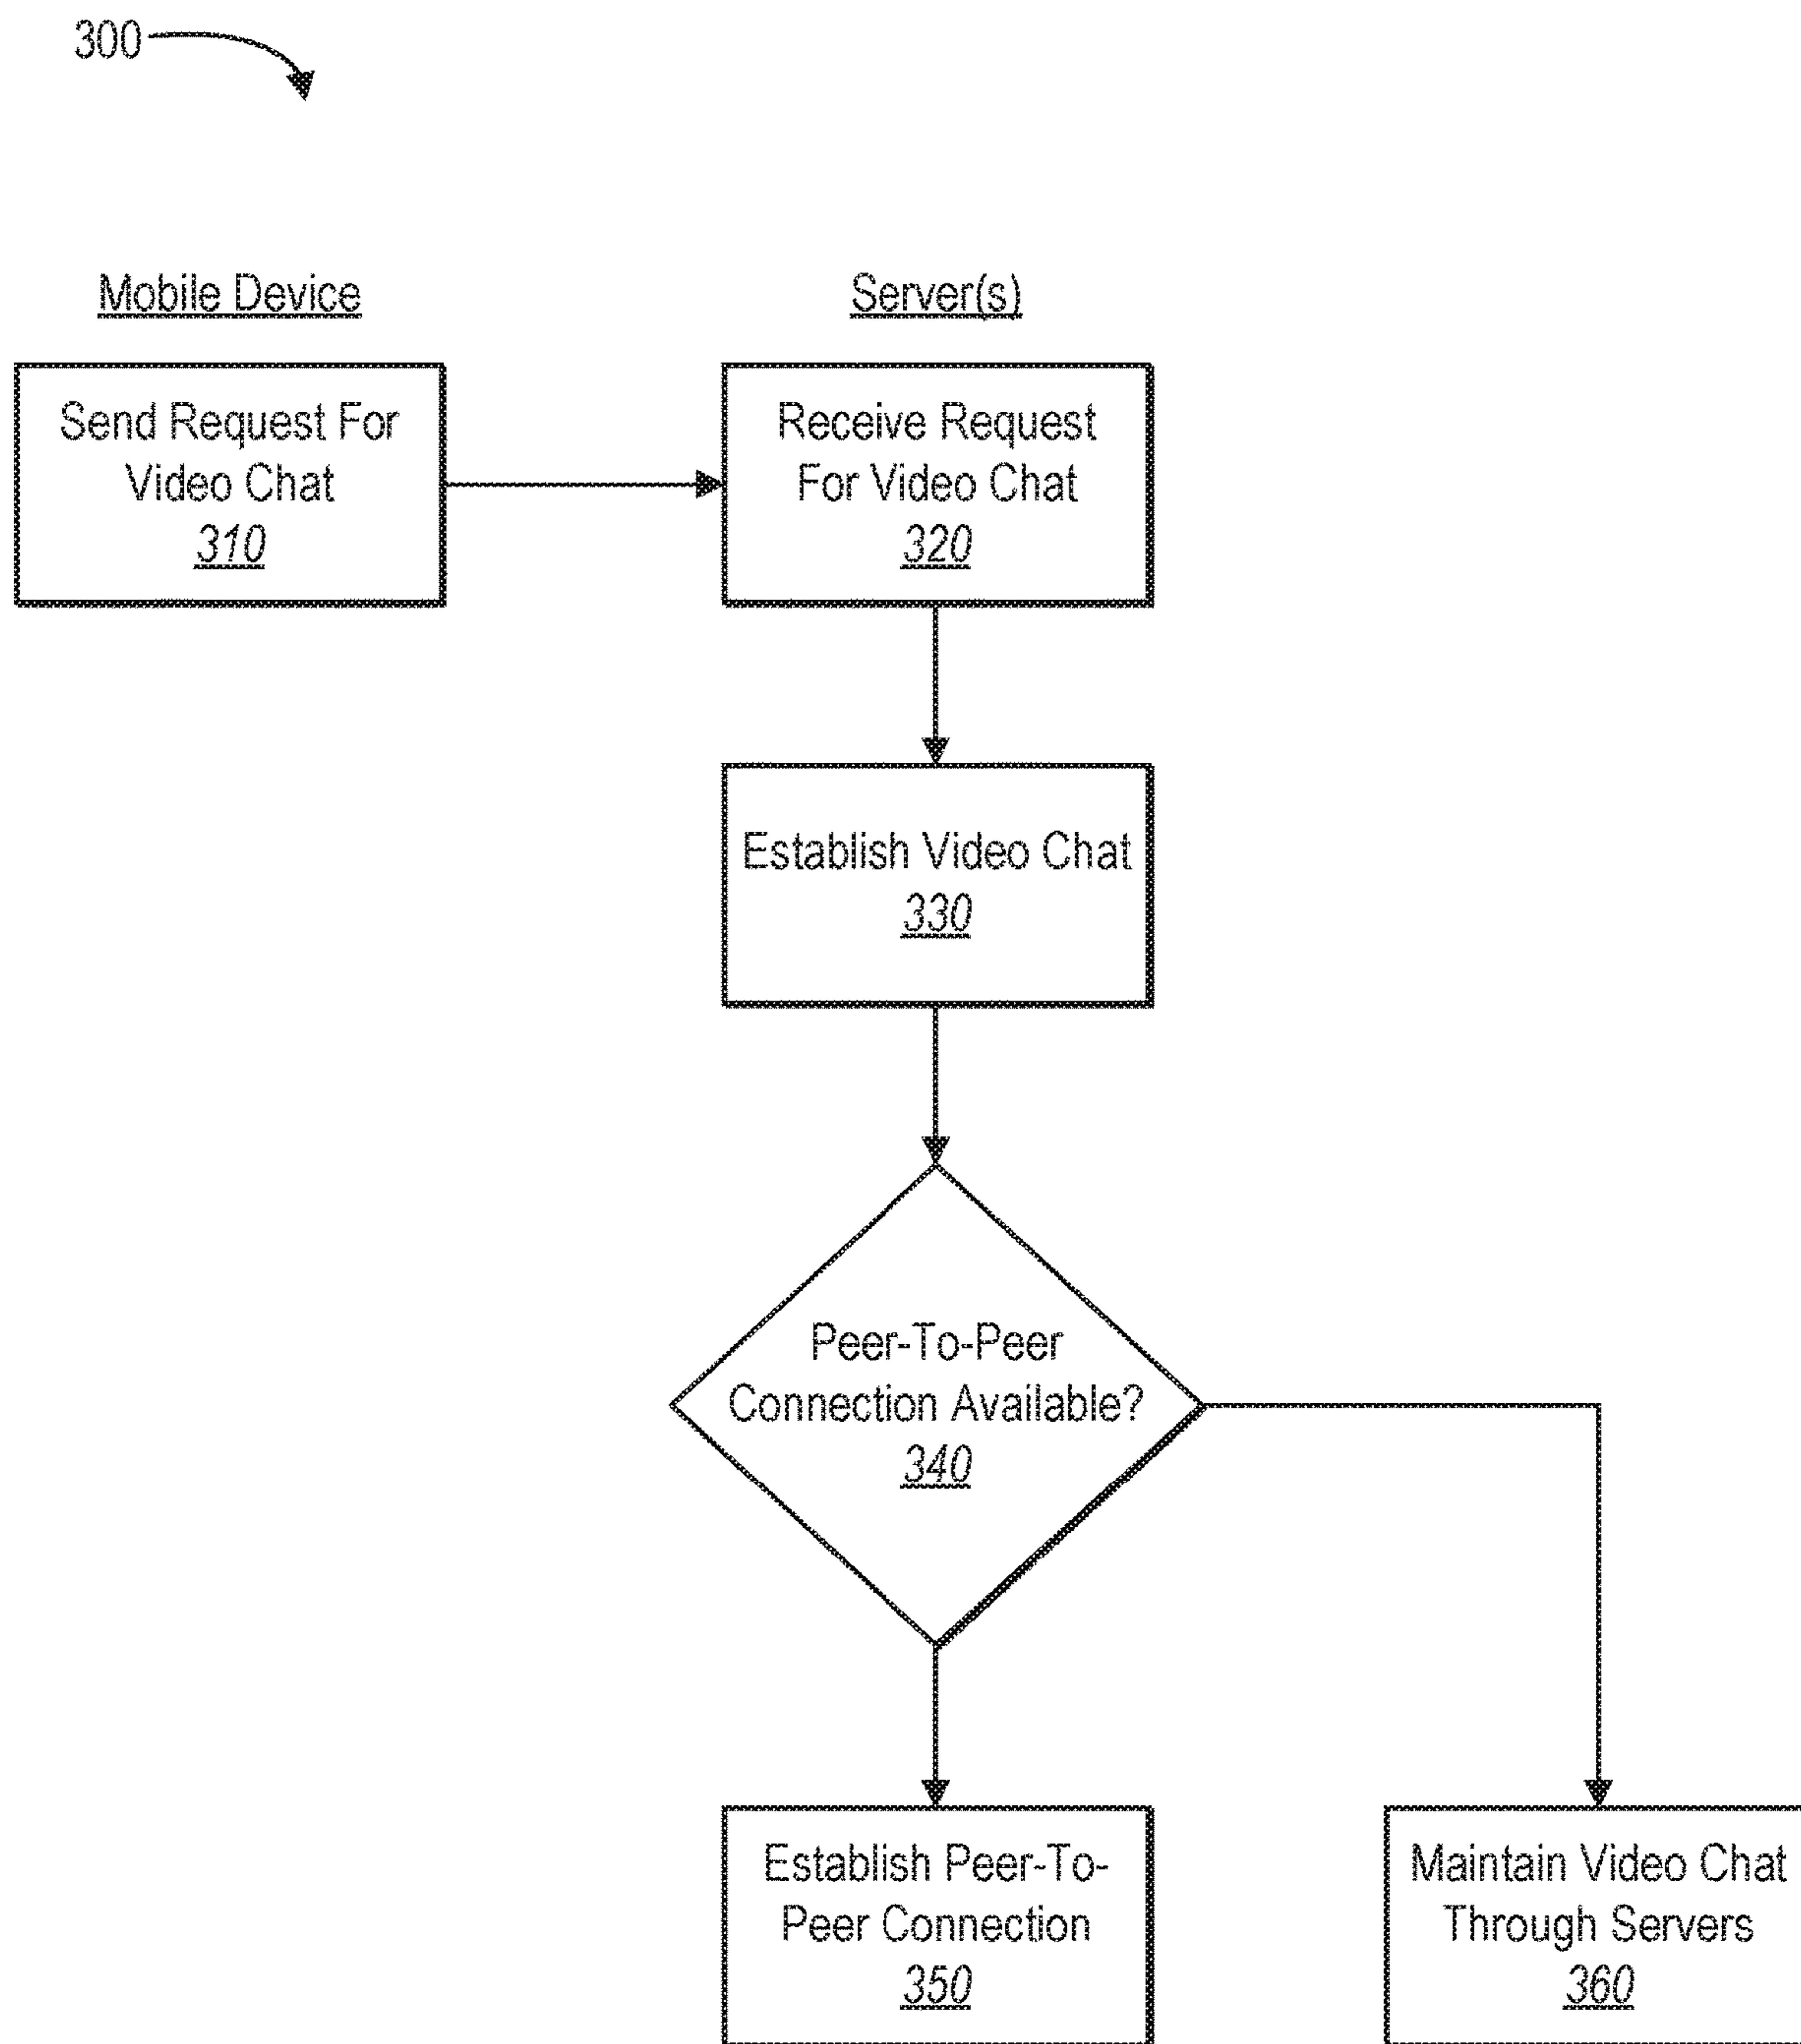 300
Mobile Device
Server(s)
Send Request For
Video Chat
310
Receive Request
For Video Chat
320
Establish Video Chat
330
Peer-To-Peer
Connection Available?
340
Establish Peer-To-
Peer Connection
350
Maintain Video Chat
Through Servers
360